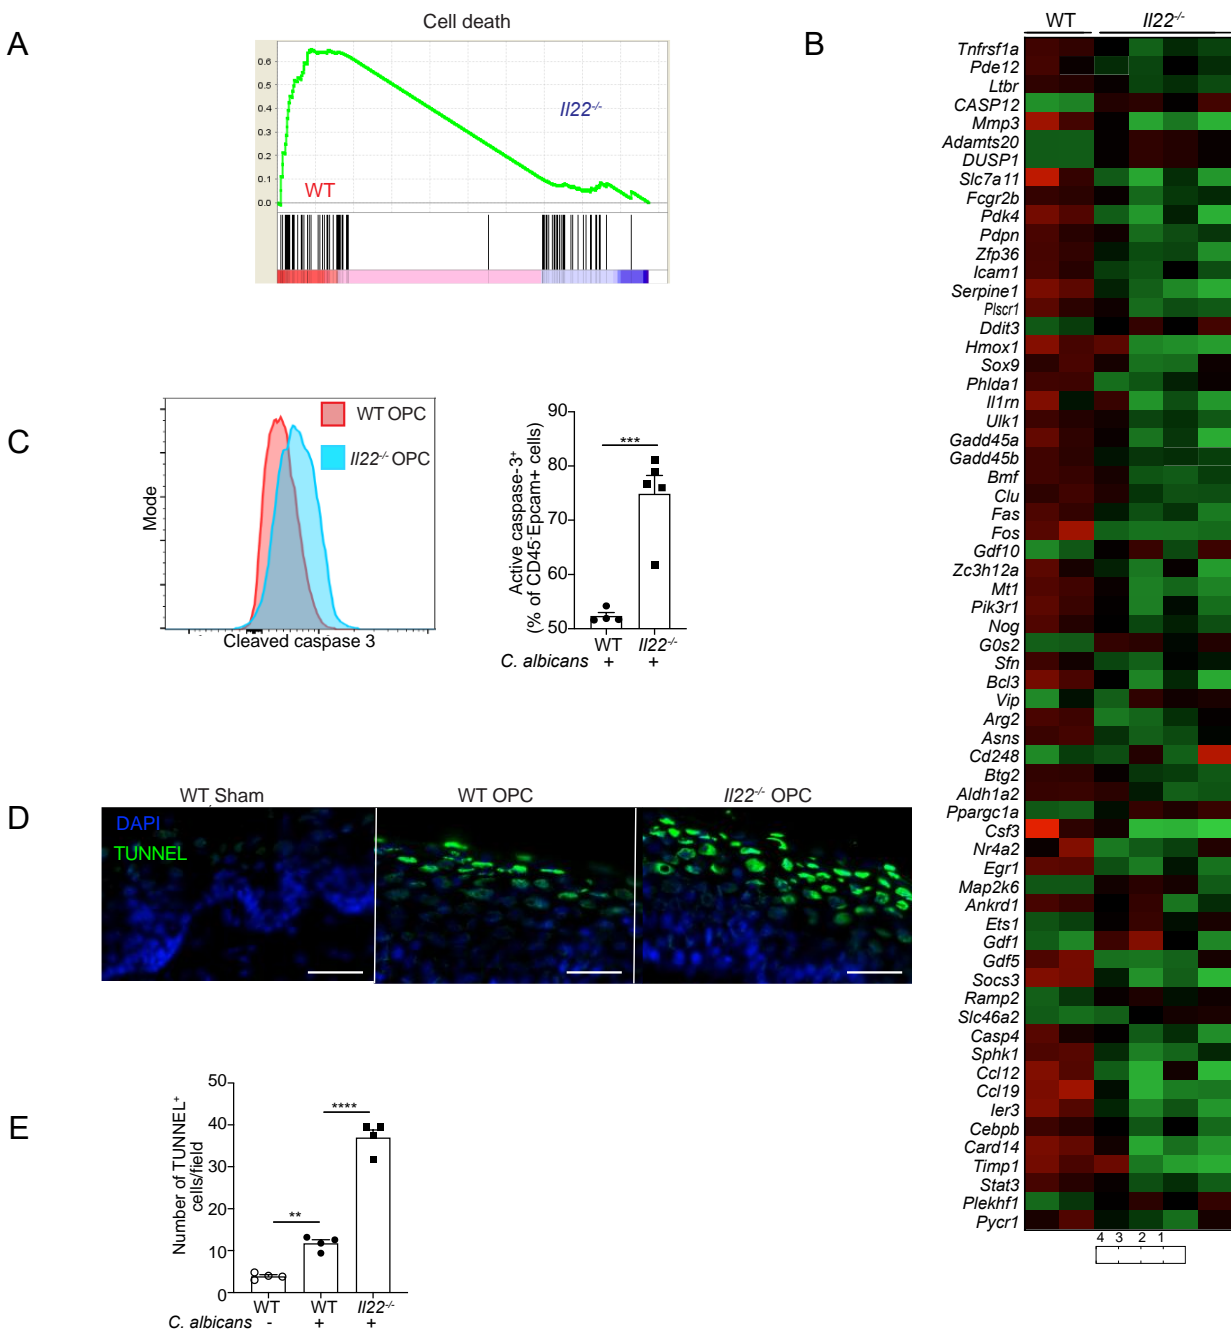 A
Cell death
0.6
0.5
0.4
0.3
0.2
0.1
0.0
WT
Il22-/-
B
WT
Il22-/-
Tnfrsf1a
Pde12
Ltbr
CASP12
Mmp3
Adamts20
DUSP1
Slc7a11
Fcgr2b
Pdk4
Pdpn
Zfp36
Icam1
Serpine1
Plscr1
Ddit3
Hmox1
Sox9
Phlda1
Il1rn
Ulk1
Gadd45a
Gadd45b
Bmf
Clu
Fas
Fos
Gdf10
Zc3h12a
Mt1
Pik3r1
Nog
G0s2
Sfn
Bcl3
Vip
Arg2
Asns
Cd248
Btg2
Aldh1a2
Ppargc1a
Csf3
Nr4a2
Egr1
Map2k6
Ankrd1
Ets1
Gdf1
Gdf5
Socs3
Ramp2
Slc46a2
Casp4
Sphk1
Ccl12
Ccl19
Ier3
Cebpb
Card14
Timp1
Stat3
Plekhf1
Pycr1
4 3 2 1
C
WT OPC
Il22-/- OPC
Mode
Cleaved caspase 3
Active caspase-3+
(% of CD45-Epcam+ cells)
90
80
70
60
50
***
WT Il22-/-
C. albicans + +
D
WT Sham
WT OPC
Il22-/- OPC
DAPI
TUNNEL
E
Number of TUNNEL+
cells/field
50
40
30
20
10
0
**
****
WT WT Il22-/-
C. albicans - + +